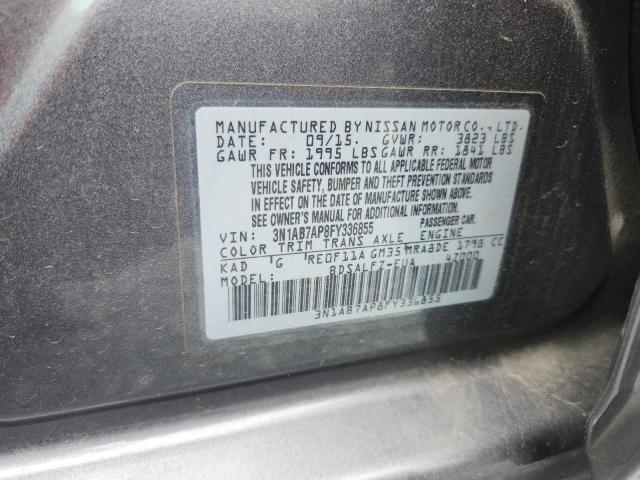 MANUFACTURED BY NISSAN MOTOR CO., LTD.
DATE: 09/15. GVWR: 3823 LBS
GAWR FR: 1995 LBS GAWR RR: 1841 LBS
THIS VEHICLE CONFORMS TO ALL APPLICABLE FEDERAL MOTOR
VEHICLE SAFETY, BUMPER AND THEFT PREVENTION STANDARDS
IN EFFECT ON THE DATE OF MANUFACTURE SHOWN ABOVE.
SEE OWNER'S MANUAL FOR ADDITIONAL INFORMATION.
VIN: 3N1AB7AP8FY336855 PASSENGER CAR.
COLOR TRIM TRANS AXLE ENGINE
KAD G RE0F11A GM35 MRA8DE 1798 CC
MODEL: BDSALFZ-EUA 4Z000
3N1AB7AP8FY336855